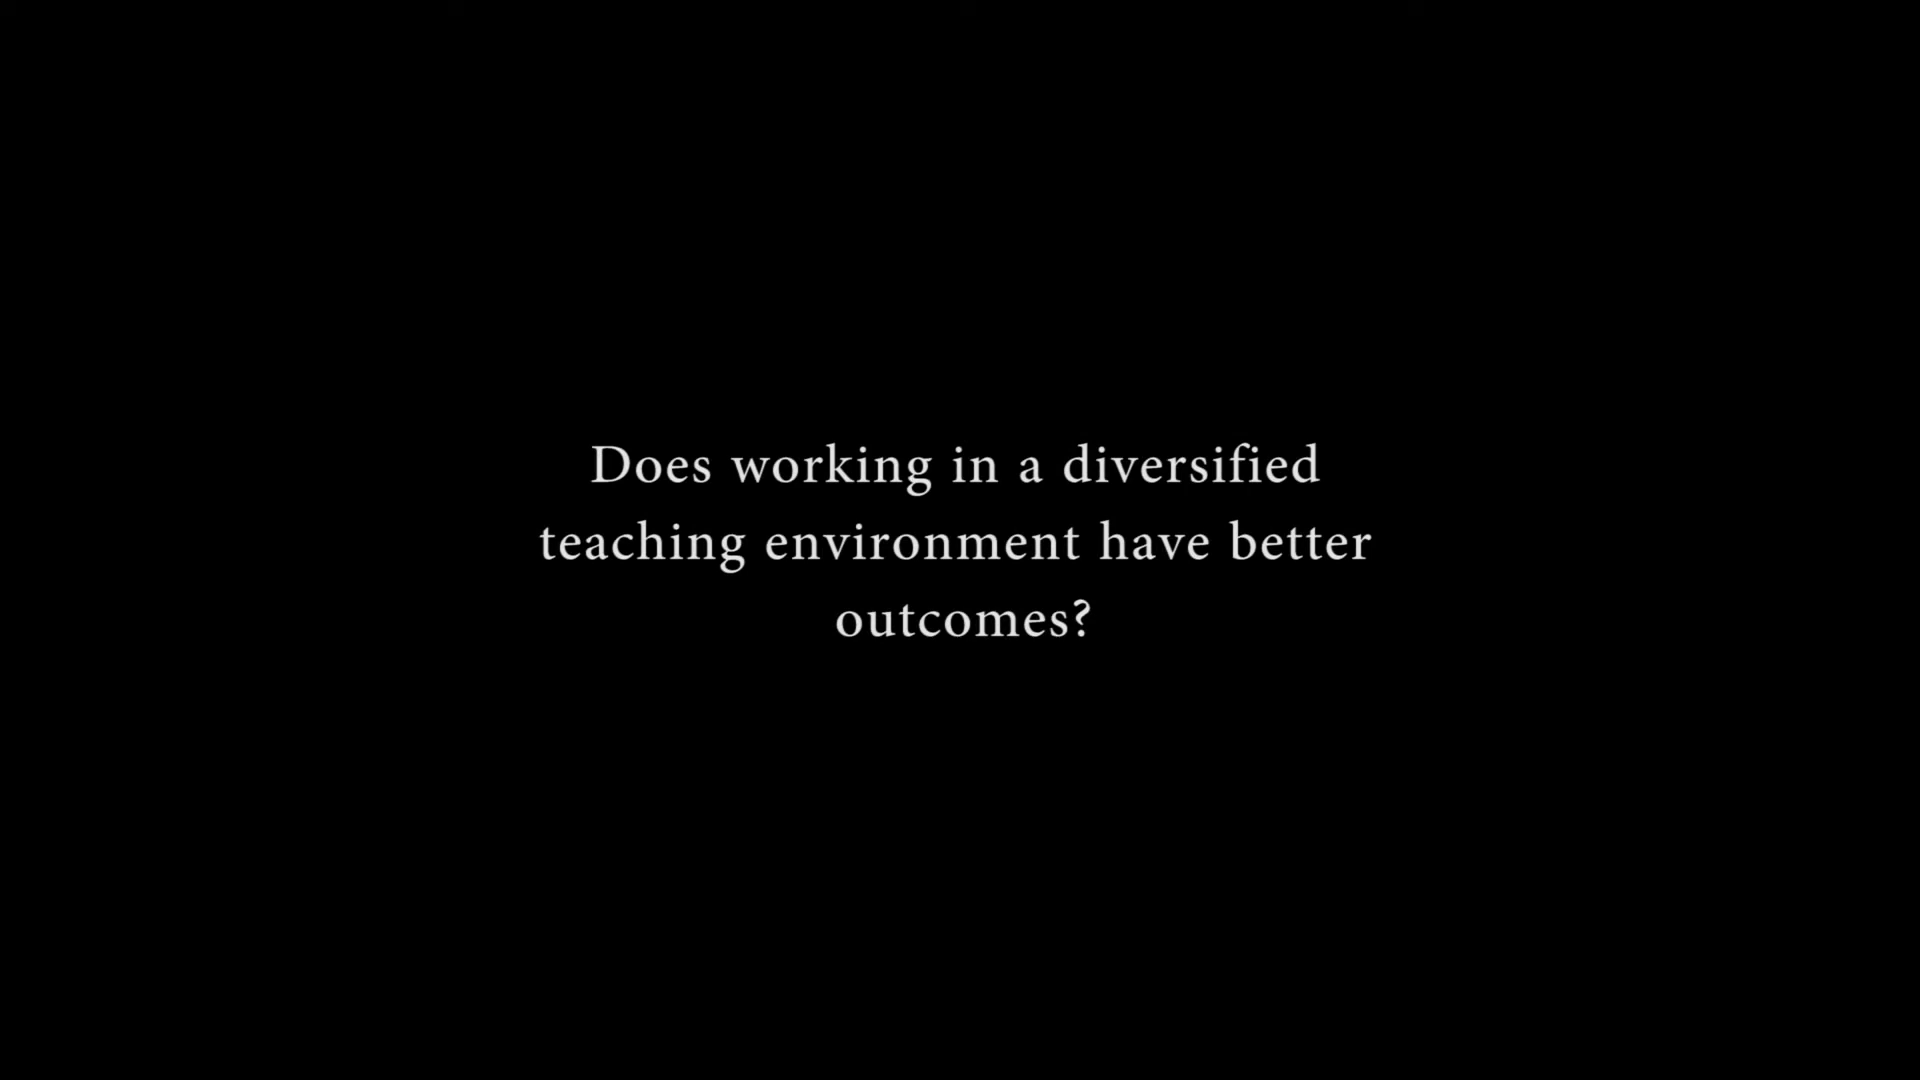 Does working in a diversified
teaching environment have better
outcomes?